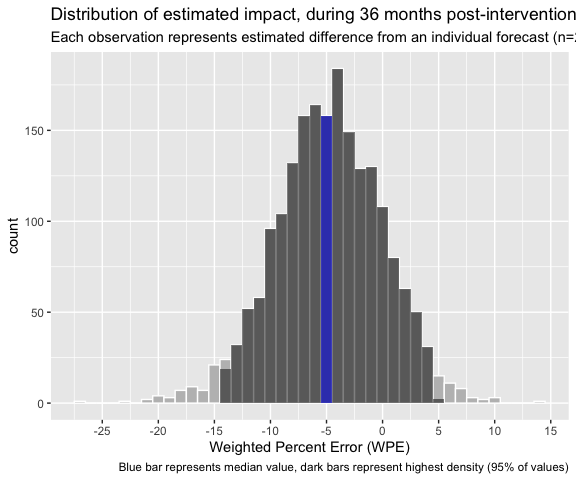 Distribution of estimated impact, during 36 months post-intervention
Each observation represents estimated difference from an individual forecast (n=
count
150
100
50
0
-25 -20 -15 -10 -5 0 5 10 15
Weighted Percent Error (WPE)
Blue bar represents median value, dark bars represent highest density (95% of values)